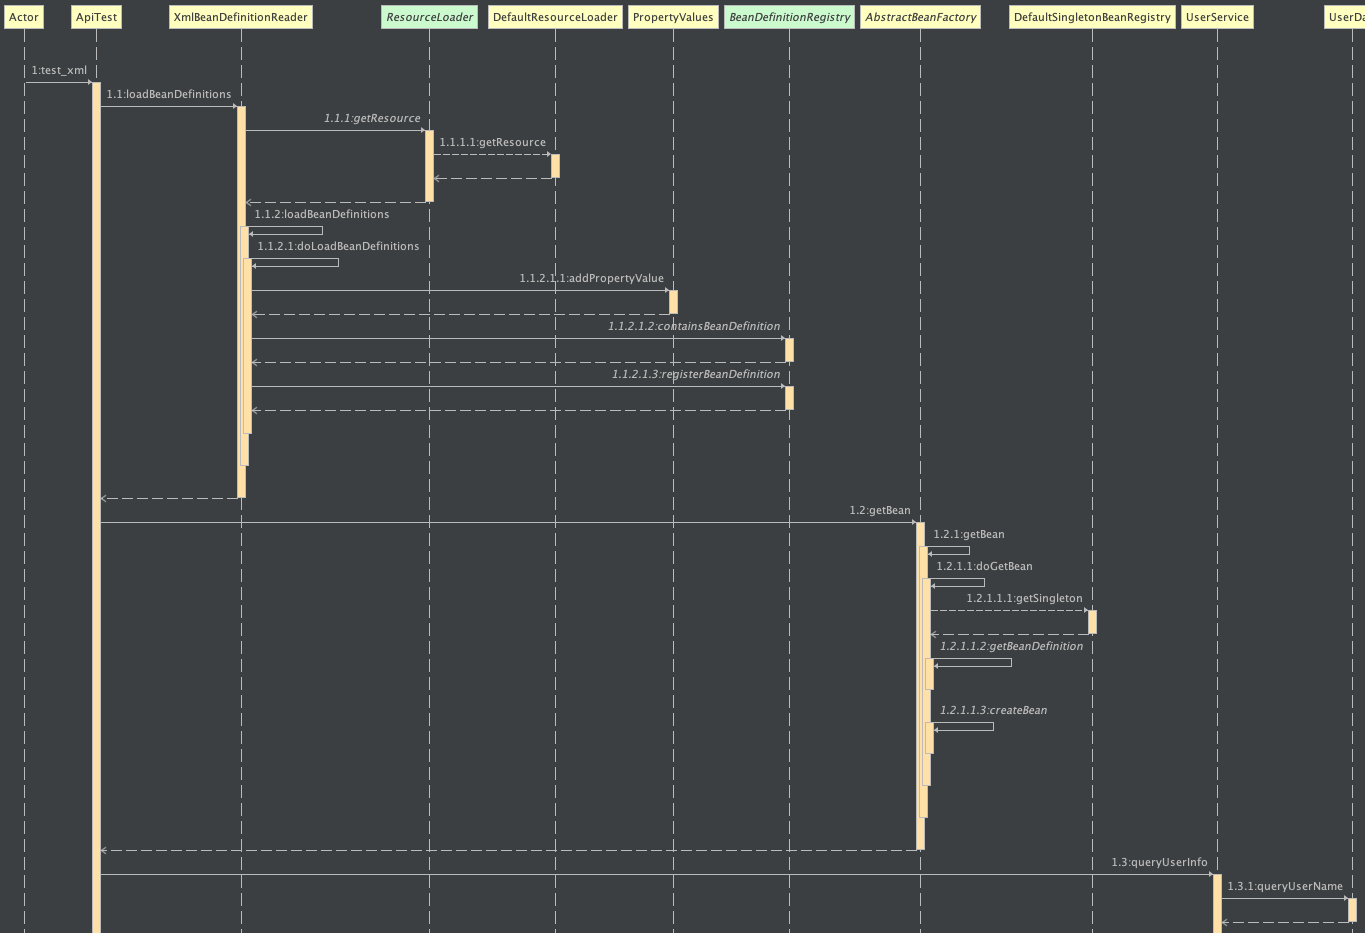 Actor
ApiTest
XmlBeanDefinitionReader
ResourceLoader
DefaultResourceLoader
PropertyValues
BeanDefinitionRegistry
AbstractBeanFactory
DefaultSingletonBeanRegistry
UserService
UserDa
1:test_xml
1.1:loadBeanDefinitions
1.1.1:getResource
1.1.1.1:getResource
1.1.2:loadBeanDefinitions
1.1.2.1:doLoadBeanDefinitions
1.1.2.1.1:addPropertyValue
1.1.2.1.2:containsBeanDefinition
1.1.2.1.3:registerBeanDefinition
1.2:getBean
1.2.1:getBean
1.2.1.1:doGetBean
1.2.1.1.1:getSingleton
1.2.1.1.2:getBeanDefinition
1.2.1.1.3:createBean
1.3:queryUserInfo
1.3.1:queryUserName